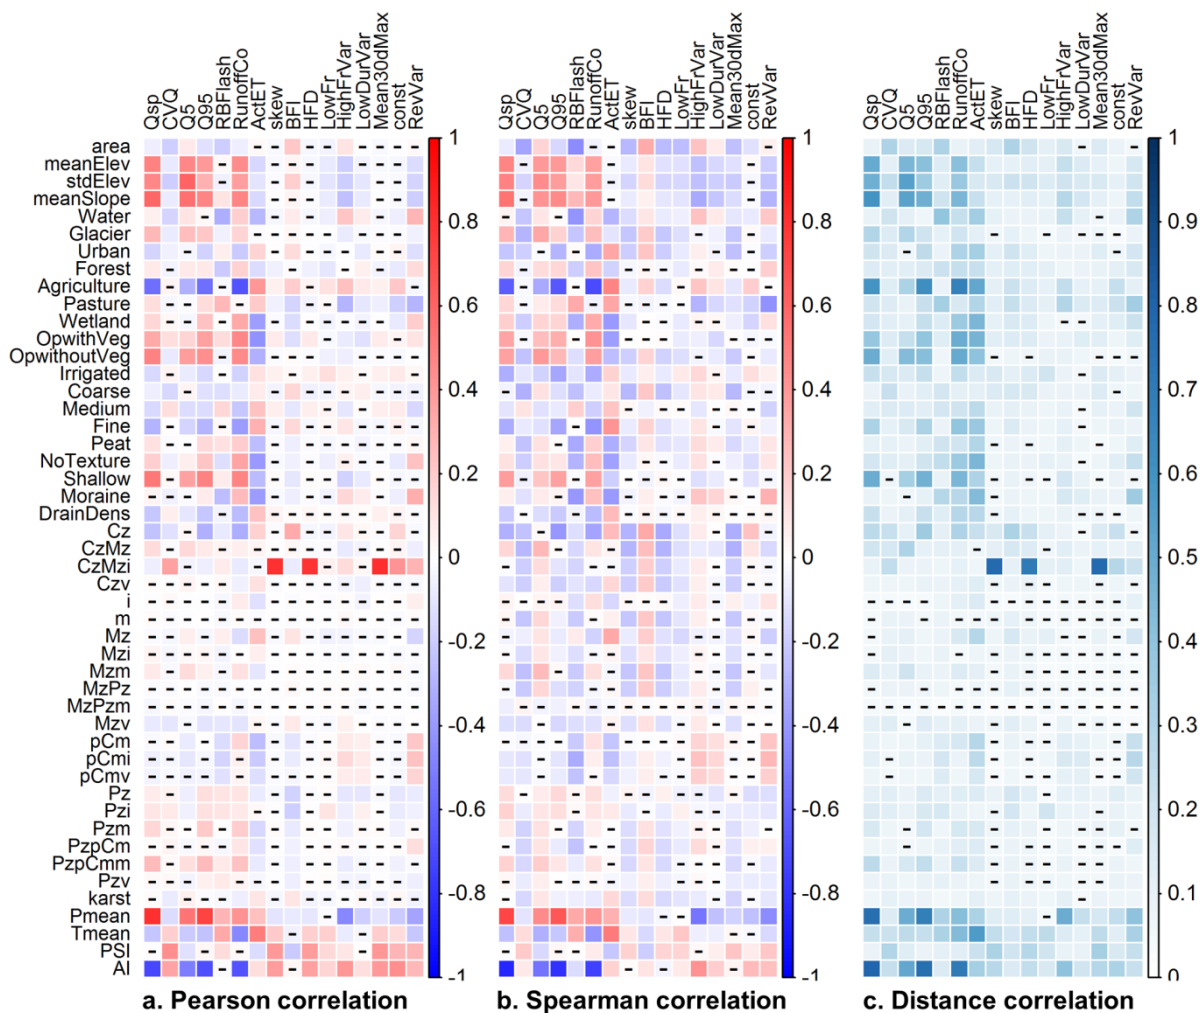 Qsp CVQ Q5 Q95 RBFlash RunoffCo ActET skew BFI HFD LowFr HighFrVar LowDurVar Mean30dMax const RevVar
Qsp CVQ Q5 Q95 RBFlash RunoffCo ActET skew BFI HFD LowFr HighFrVar LowDurVar Mean30dMax const RevVar
Qsp CVQ Q5 Q95 RBFlash RunoffCo ActET skew BFI HFD LowFr HighFrVar LowDurVar Mean30dMax const RevVar
area
meanElev
stdElev
meanSlope
Water
Glacier
Urban
Forest
Agriculture
Pasture
Wetland
OpwithVeg
OpwithoutVeg
Irrigated
Coarse
Medium
Fine
Peat
NoTexture
Shallow
Moraine
DrainDens
Cz
CzMz
CzMzi
Czv
i
m
Mz
Mzi
Mzm
MzPz
MzPzm
Mzv
pCm
pCmi
pCmv
Pz
Pzi
Pzm
PzpCm
PzpCmm
Pzv
karst
Pmean
Tmean
PSI
AI
1
0.8
0.6
0.4
0.2
0
-0.2
-0.4
-0.6
-0.8
-1
1
0.8
0.6
0.4
0.2
0
-0.2
-0.4
-0.6
-0.8
-1
1
0.9
0.8
0.7
0.6
0.5
0.4
0.3
0.2
0.1
0
a. Pearson correlation
b. Spearman correlation
c. Distance correlation